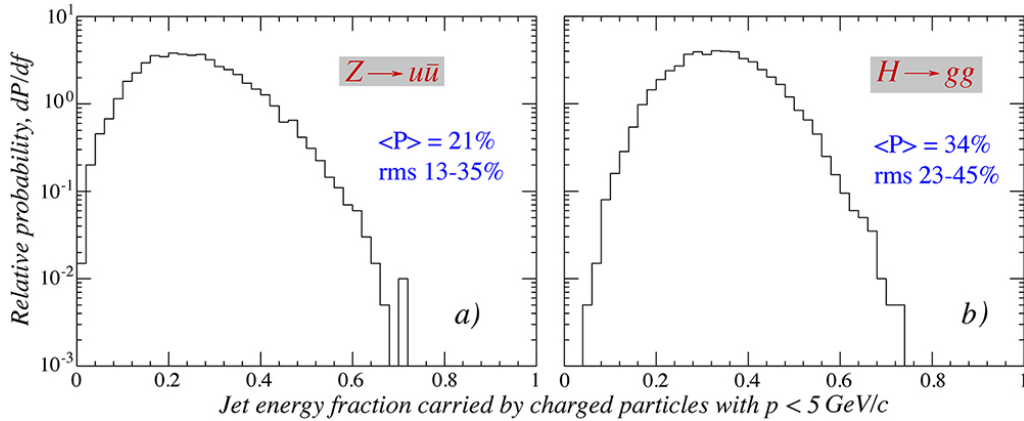 Relative probability, dP/df
10¹
10⁰
10⁻¹
10⁻²
10⁻³
Z → uū
<P> = 21%
rms 13-35%
a)
0 0.2 0.4 0.6 0.8 1
H → gg
<P> = 34%
rms 23-45%
b)
0 0.2 0.4 0.6 0.8 1
Jet energy fraction carried by charged particles with p < 5 GeV/c